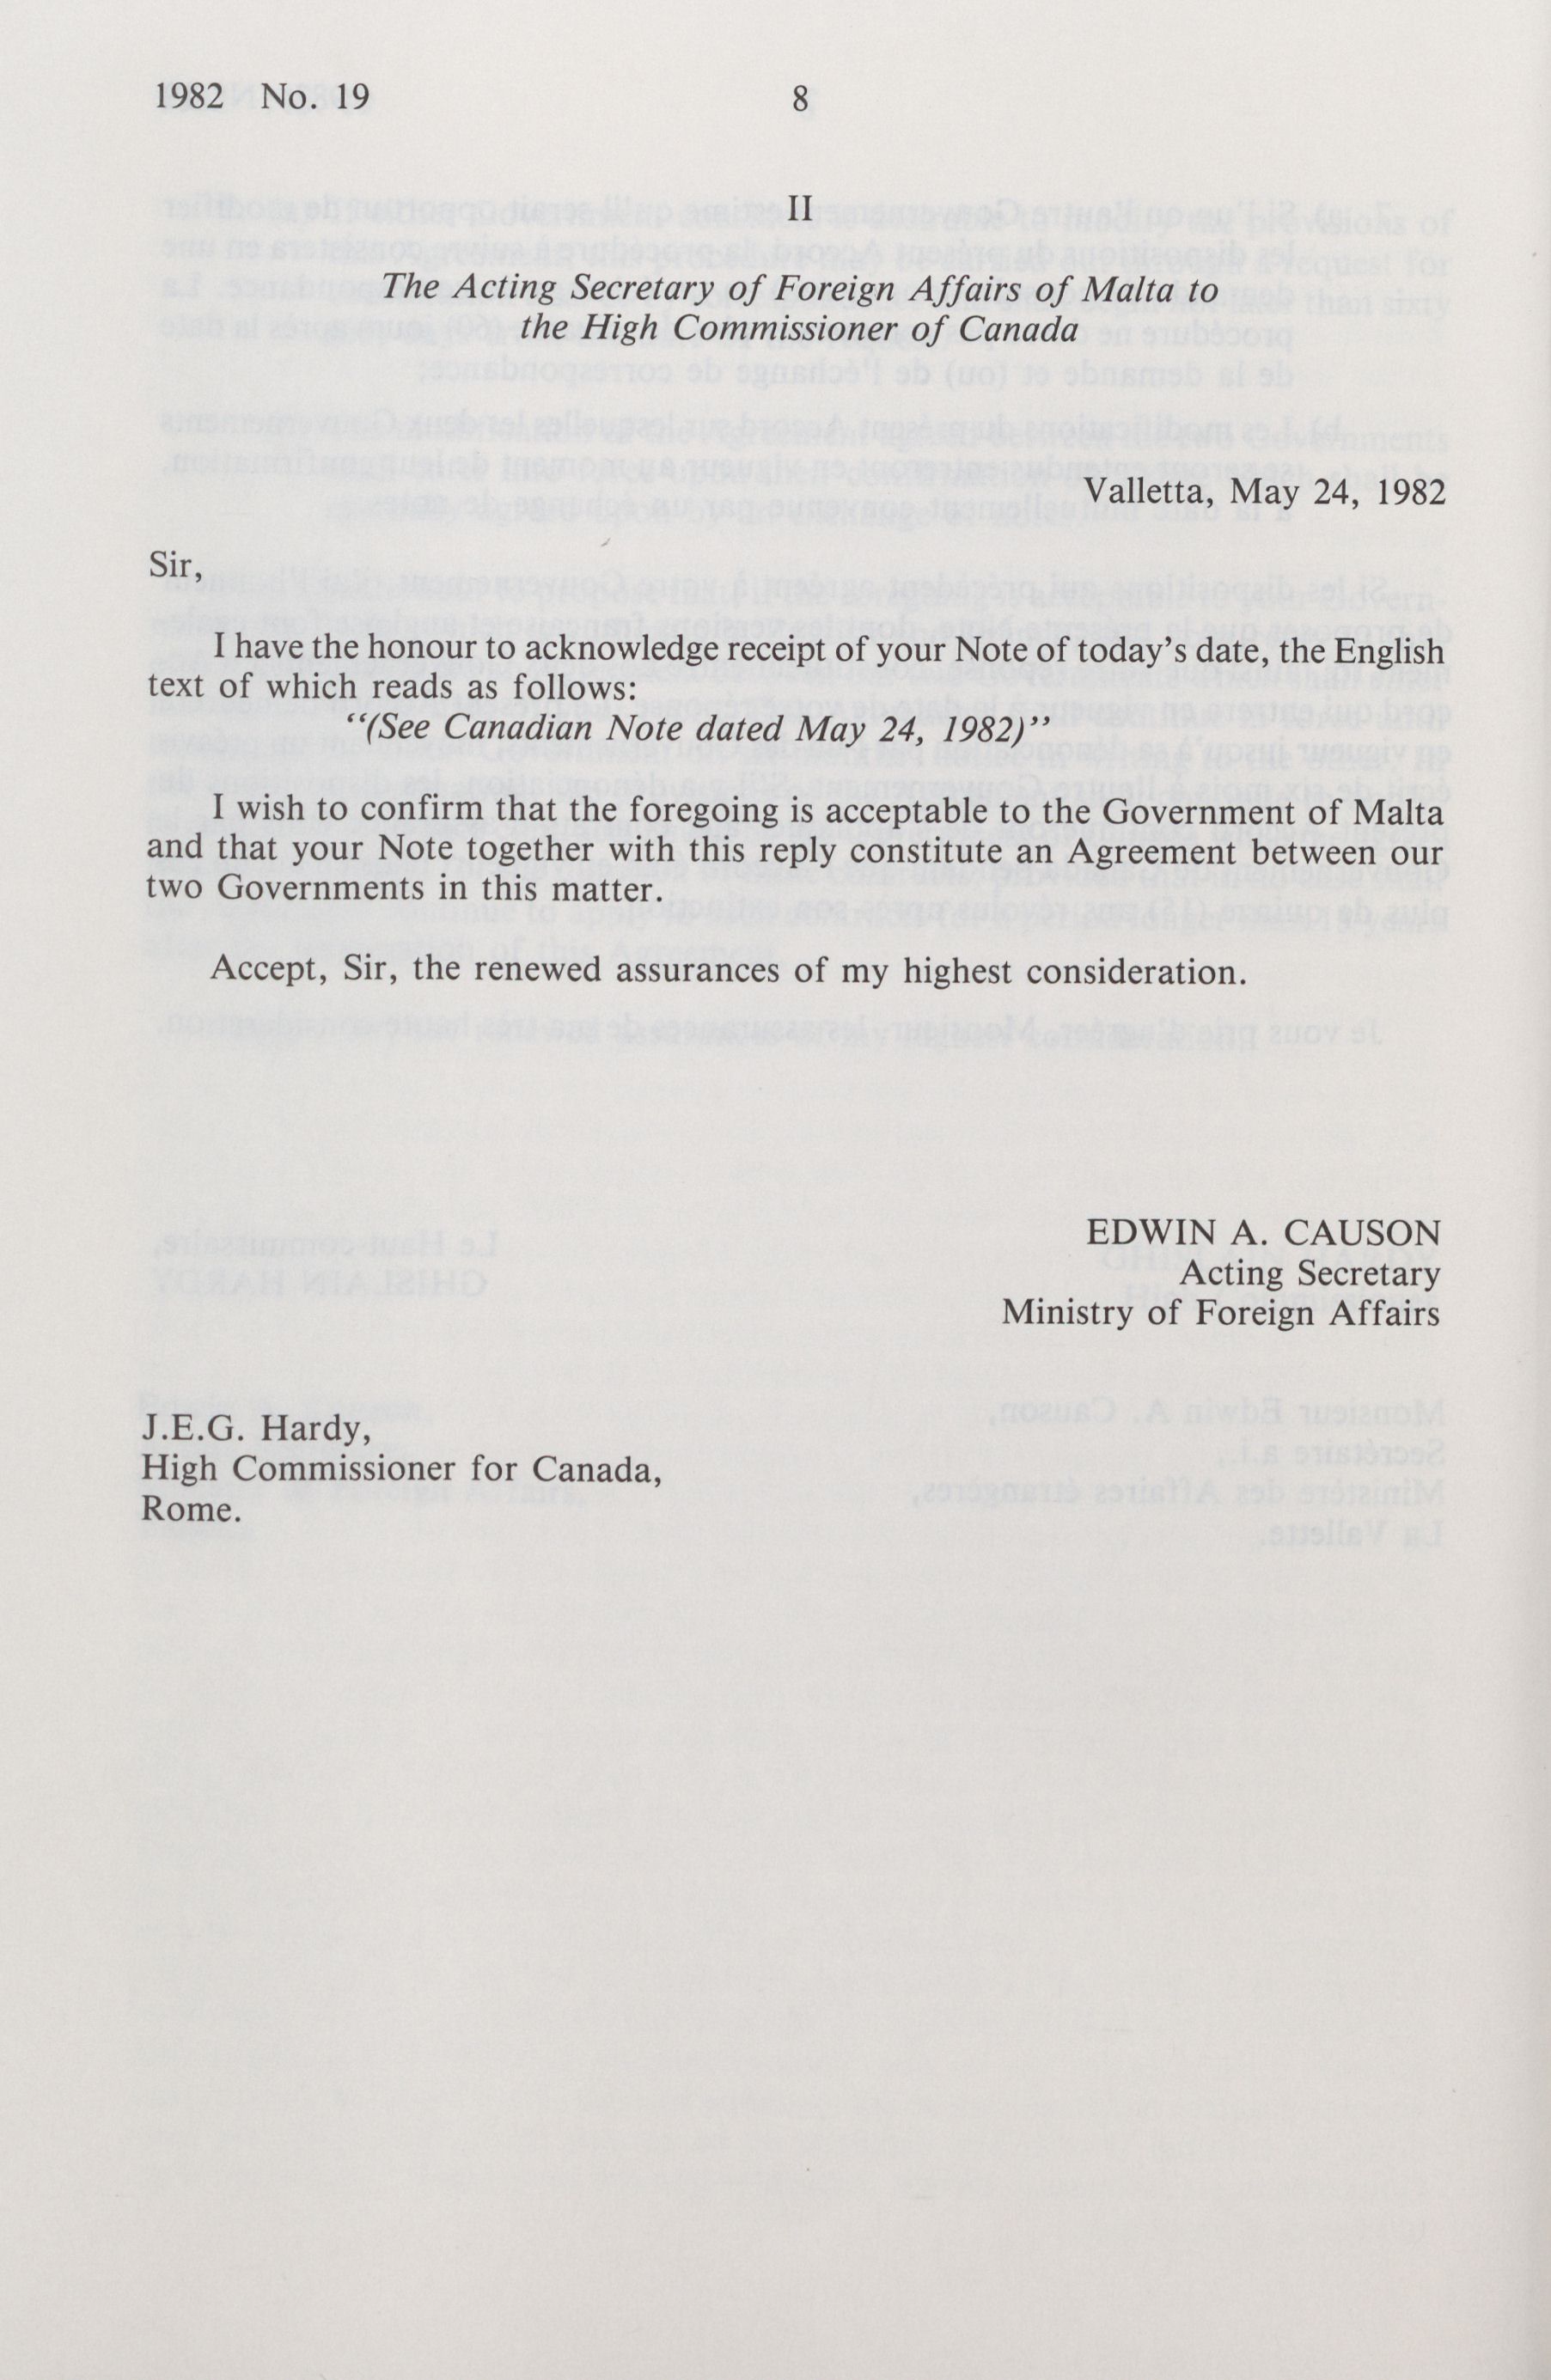 1982 No. 19
8
II
The Acting Secretary of Foreign Affairs of Malta to
the High Commissioner of Canada
Valletta, May 24, 1982
Sir,
I have the honour to acknowledge receipt of your Note of today's date, the English
text of which reads as follows:
“(See Canadian Note dated May 24, 1982)”
I wish to confirm that the foregoing is acceptable to the Government of Malta
and that your Note together with this reply constitute an Agreement between our
two Governments in this matter.
Accept, Sir, the renewed assurances of my highest consideration.
EDWIN A. CAUSON
Acting Secretary
Ministry of Foreign Affairs
J.E.G. Hardy,
High Commissioner for Canada,
Rome.